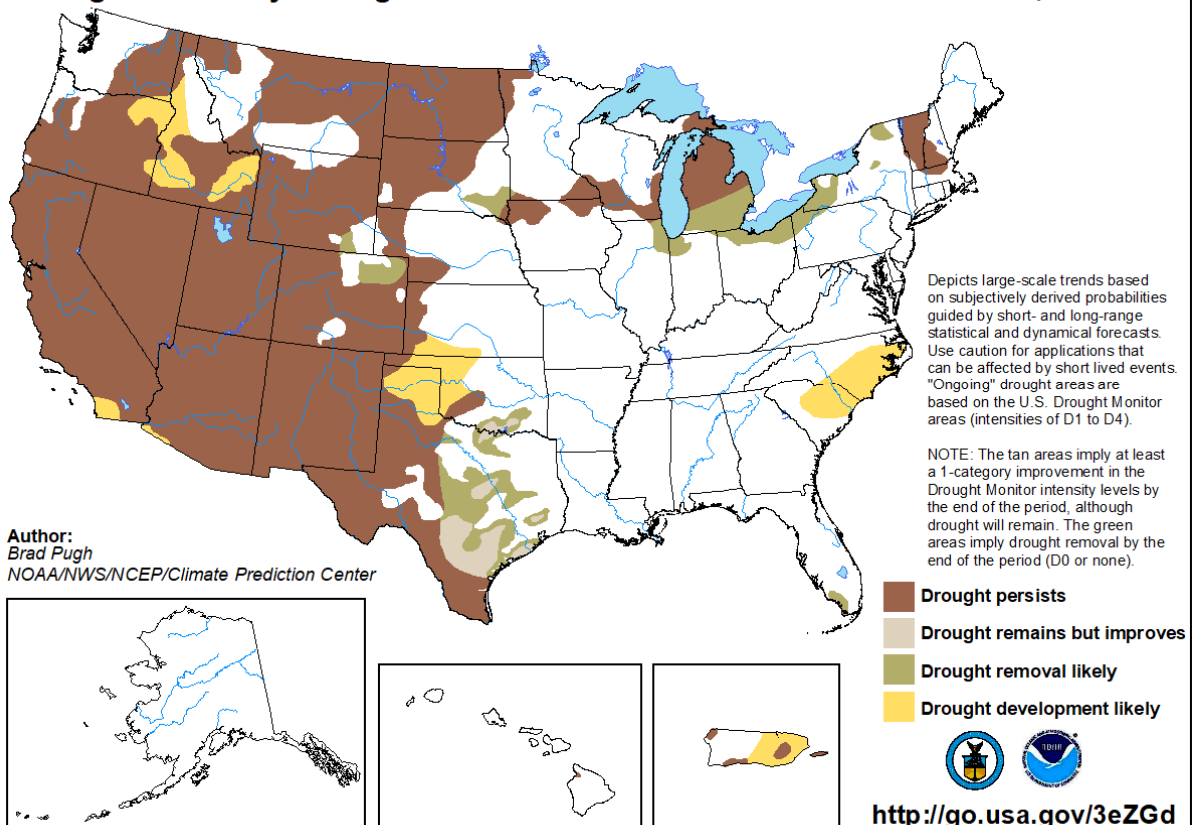 Depicts large-scale trends based
on subjectively derived probabilities
guided by short- and long-range
statistical and dynamical forecasts.
Use caution for applications that
can be affected by short lived events.
"Ongoing" drought areas are
based on the U.S. Drought Monitor
areas (intensities of D1 to D4).
NOTE: The tan areas imply at least
a 1-category improvement in the
Drought Monitor intensity levels by
the end of the period, although
drought will remain. The green
areas imply drought removal by the
end of the period (D0 or none).
Author:
Brad Pugh
NOAA/NWS/NCEP/Climate Prediction Center
Drought persists
Drought remains but improves
Drought removal likely
Drought development likely
http://go.usa.gov/3eZGd